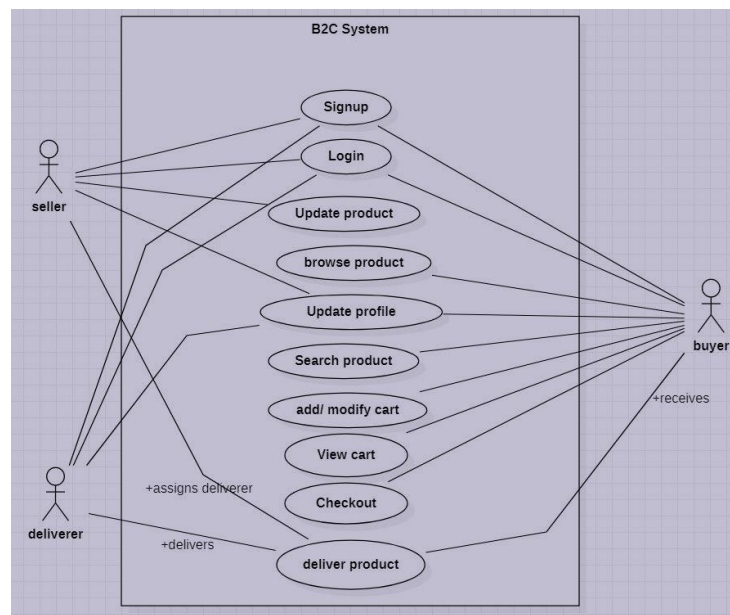 B2C System
Signup
Login
seller
Update product
browse product
Update profile
buyer
Search product
+receives
add/ modify cart
View cart
+assigns deliverer
Checkout
deliverer
+delivers
deliver product